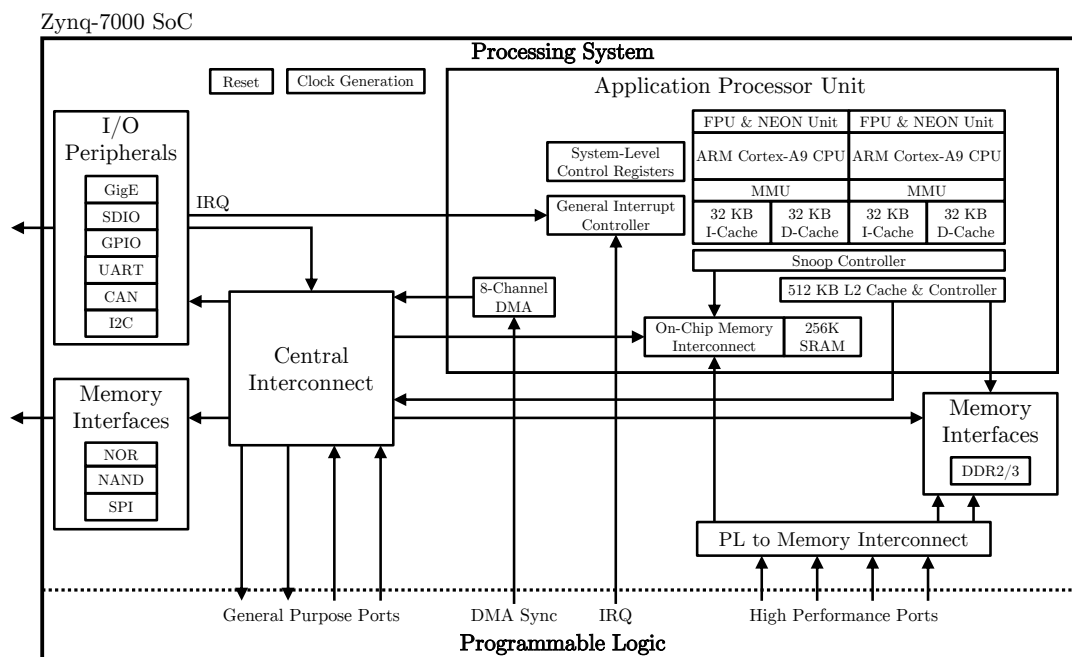 Zynq-7000 SoC
Processing System
Reset
Clock Generation
Application Processor Unit
I/O
Peripherals
GigE
SDIO
GPIO
UART
CAN
I2C
IRQ
System-Level
Control Registers
General Interrupt
Controller
FPU & NEON Unit
FPU & NEON Unit
ARM Cortex-A9 CPU
ARM Cortex-A9 CPU
MMU
MMU
32 KB
I-Cache
32 KB
D-Cache
32 KB
I-Cache
32 KB
D-Cache
Snoop Controller
512 KB L2 Cache & Controller
8-Channel
DMA
On-Chip Memory
Interconnect
256K
SRAM
Central
Interconnect
Memory
Interfaces
NOR
NAND
SPI
Memory
Interfaces
DDR2/3
PL to Memory Interconnect
General Purpose Ports
DMA Sync
IRQ
High Performance Ports
Programmable Logic